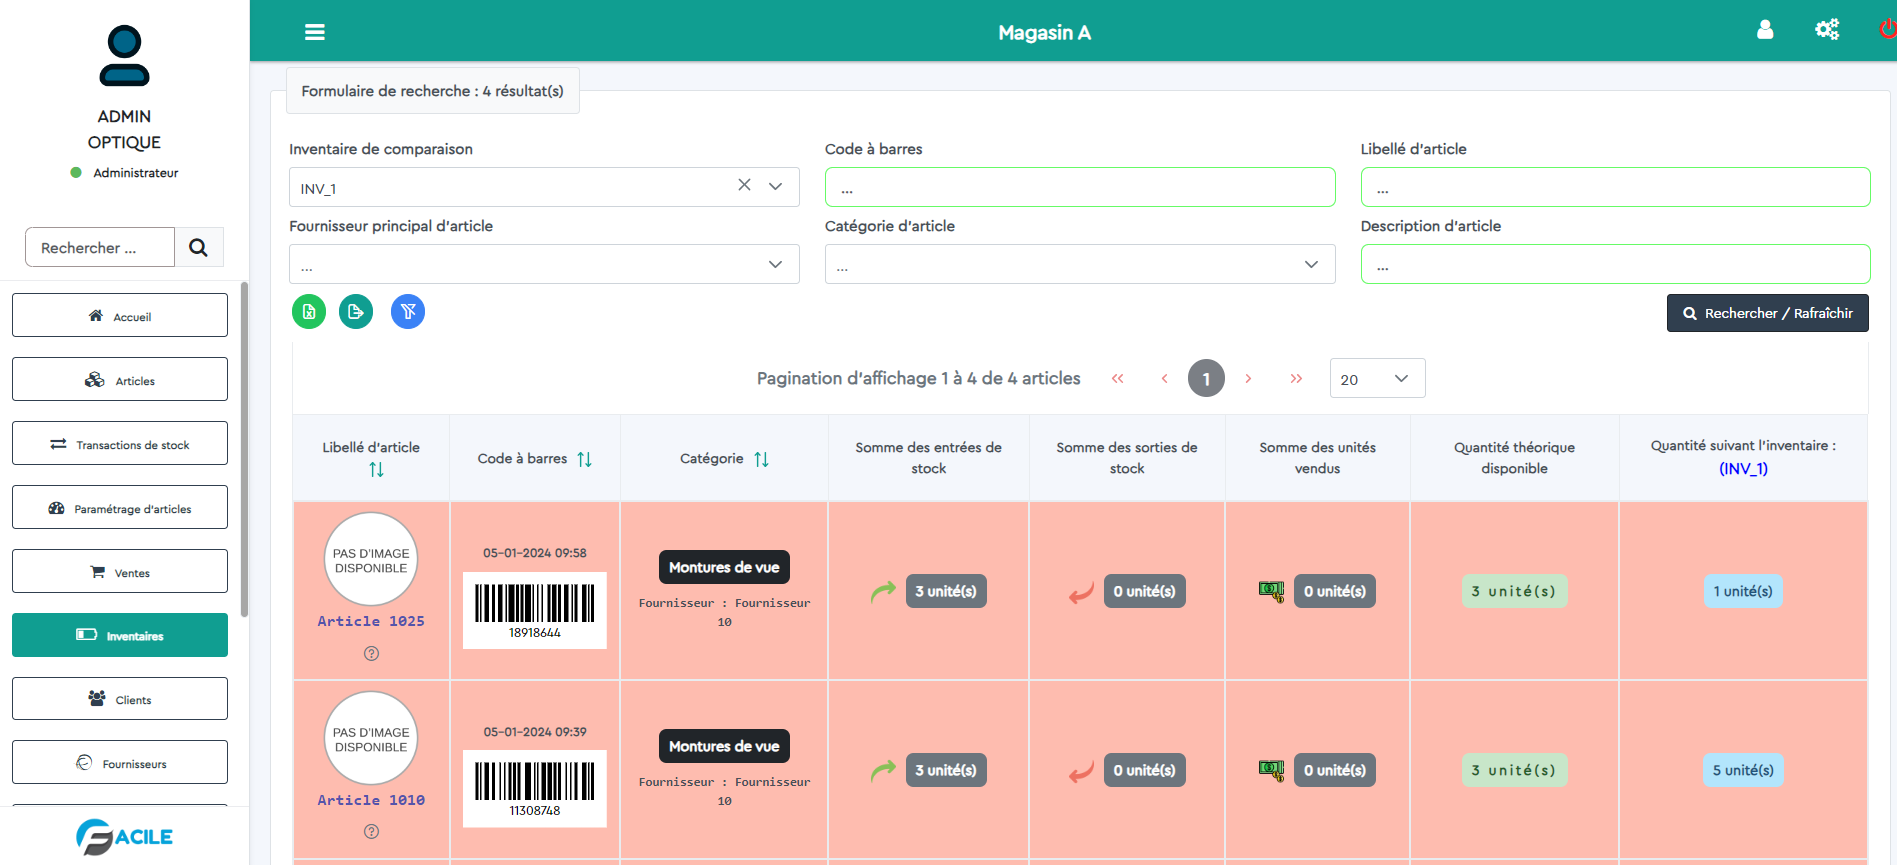 ADMIN
OPTIQUE
Administrateur
Rechercher ...
Accueil
Articles
Transactions de stock
Paramétrage d'articles
Ventes
Inventaires
Clients
Fournisseurs
FACILE
Magasin A
Formulaire de recherche : 4 résultat(s)
Inventaire de comparaison
Code à barres
Libellé d'article
INV_1
...
...
Fournisseur principal d'article
Catégorie d'article
Description d'article
...
...
...
Rechercher / Rafraîchir
Pagination d'affichage 1 à 4 de 4 articles
«
‹
1
›
»
20
Libellé d'article
Code à barres
Catégorie
Somme des entrées de
stock
Somme des sorties de
stock
Somme des unités
vendus
Quantité théorique
disponible
Quantité suivant l'inventaire :
(INV_1)
PAS D'IMAGE
DISPONIBLE
Article 1025
05-01-2024 09:58
18918644
Montures de vue
Fournisseur : Fournisseur
10
3 unité(s)
0 unité(s)
0 unité(s)
3 unité(s)
1 unité(s)
PAS D'IMAGE
DISPONIBLE
Article 1010
05-01-2024 09:39
11308748
Montures de vue
Fournisseur : Fournisseur
10
3 unité(s)
0 unité(s)
0 unité(s)
3 unité(s)
5 unité(s)